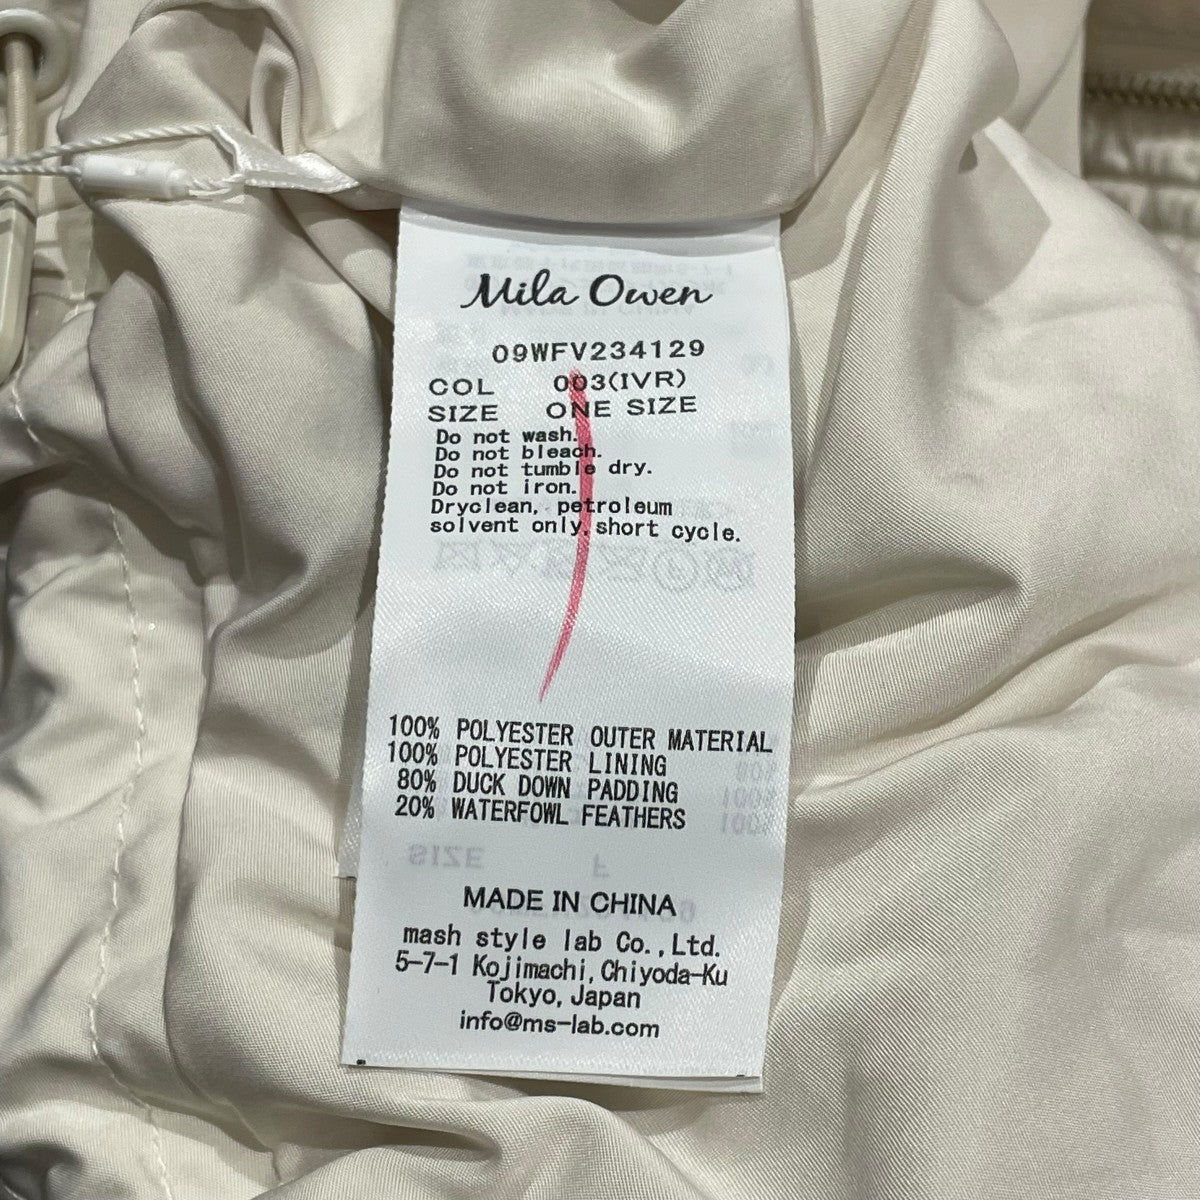 Mila Owen
09WFV234129
COL 003(IVR)
SIZE ONE SIZE
Do not wash.
Do not bleach.
Do not tumble dry.
Do not iron.
Dryclean, petroleum
solvent only, short cycle.
100% POLYESTER OUTER MATERIAL
100% POLYESTER LINING
80% DUCK DOWN PADDING
20% WATERFOWL FEATHERS
MADE IN CHINA
mash style lab Co.,Ltd.
5-7-1 Kojimachi, Chiyoda-Ku
Tokyo, Japan
info@ms-lab.com